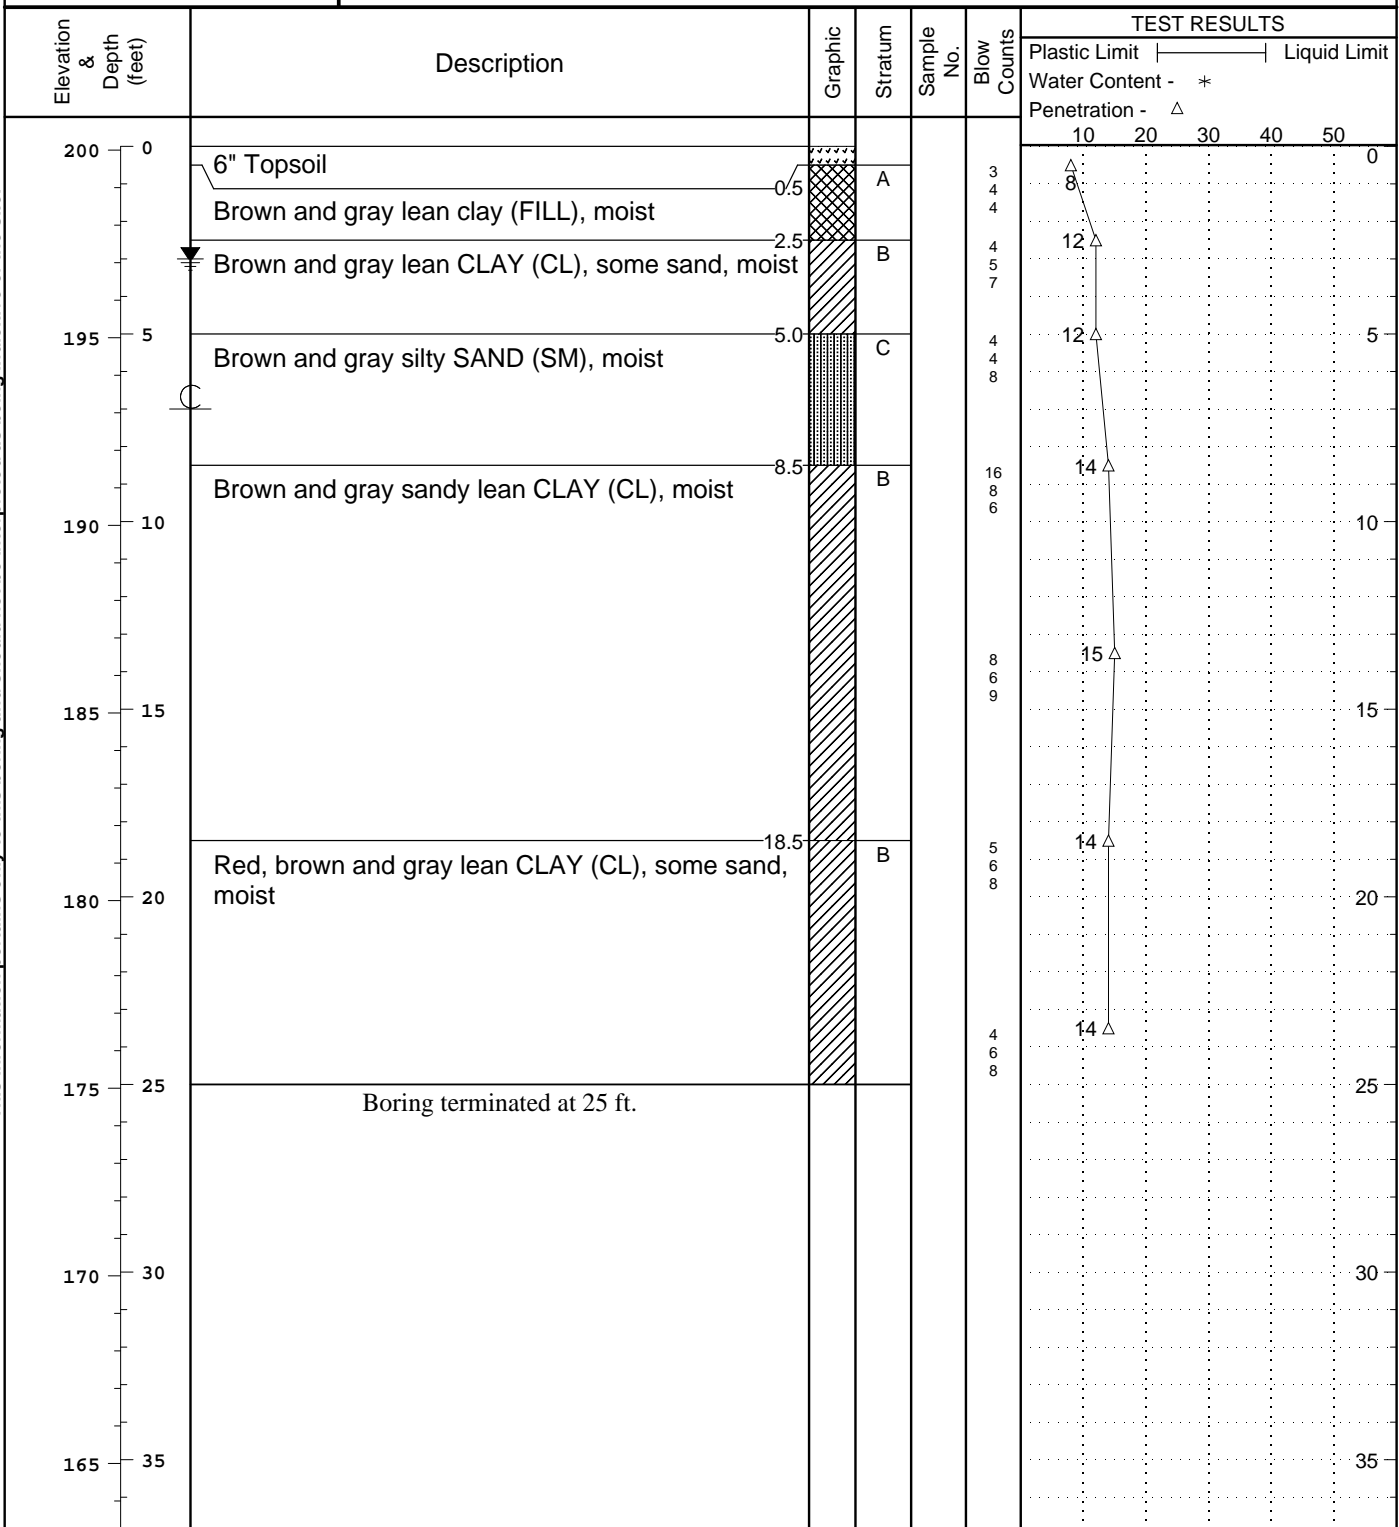 Elevation
&
Depth
(feet)
Description
Graphic
Stratum
Sample
No.
Blow
Counts
TEST RESULTS
Plastic Limit
Liquid Limit
Water Content -
Penetration -
10 20 30 40 50
200 0
6" Topsoil
0.5
A
3
4
4
8
0
Brown and gray lean clay (FILL), moist
2.5
Brown and gray lean CLAY (CL), some sand, moist
B
4
5
7
12
195 5
5.0
Brown and gray silty SAND (SM), moist
C
4
4
8
12
5
8.5
Brown and gray sandy lean CLAY (CL), moist
B
16
8
6
14
190 10
10
8
6
9
15
185 15
15
18.5
Red, brown and gray lean CLAY (CL), some sand,
moist
B
5
6
8
14
180 20
20
4
6
8
14
175 25
25
Boring terminated at 25 ft.
170 30
30
165 35
35